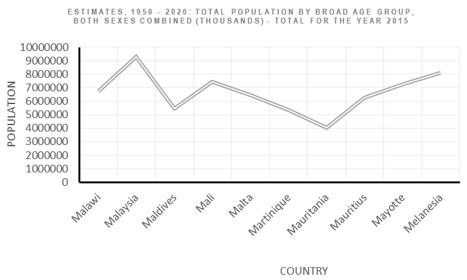 ESTIMATES, 1950 - 2020: TOTAL POPULATION BY BROAD AGE GROUP,
BOTH SEXES COMBINED (THOUSANDS) - TOTAL FOR THE YEAR 2015
POPULATION
10000000
9000000
8000000
7000000
6000000
5000000
4000000
3000000
2000000
1000000
0
Malawi
Malaysia
Maldives
Mali
Malta
Martinique
Mauritania
Mauritius
Mayotte
Melanesia
COUNTRY